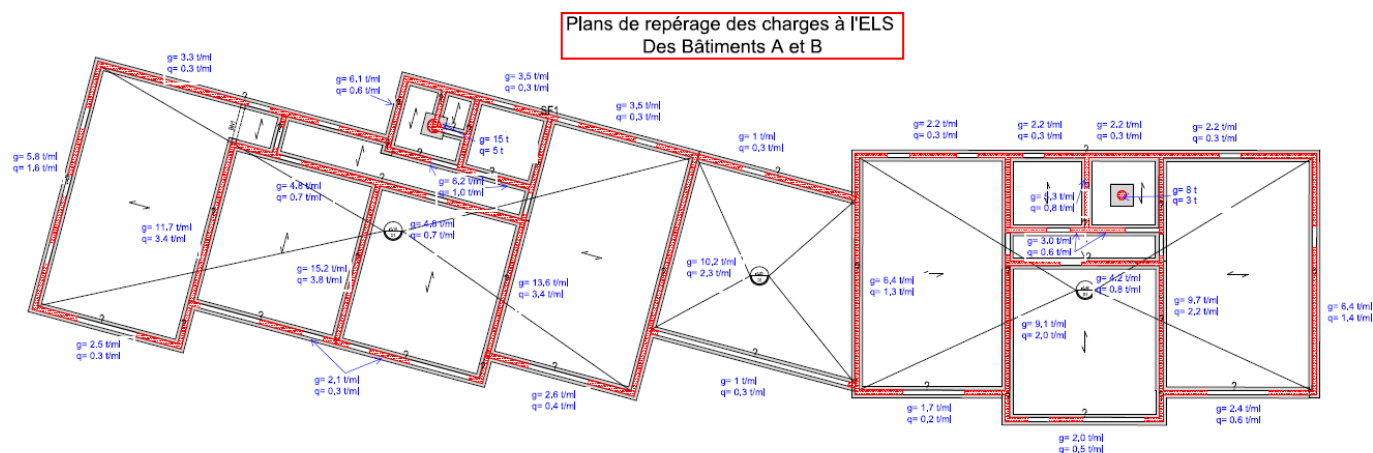 Plans de repérage des charges à l'ELS
Des Bâtiments A et B
g= 3.3 t/ml
q= 0.3 t/ml
g= 6.1 t/ml
q= 0.6 t/ml
g= 3,5 t/ml
q= 0,3 t/ml
SF1
g= 3,5 t/ml
q= 0,3 t/ml
g= 15 t
q= 5 t
g= 1 t/ml
q= 0,3 t/ml
g= 2.2 t/ml
q= 0.3 t/ml
g= 2.2 t/ml
q= 0.3 t/ml
g= 2.2 t/ml
q= 0.3 t/ml
g= 2.2 t/ml
q= 0.3 t/ml
g= 5.8 t/ml
q= 1.6 t/ml
g= 4.8 t/ml
q= 0.7 t/ml
g= 6,2 t/ml
q= 1,0 t/ml
q= 0.8 t/ml
g= 8 t
q= 3 t
g= 11.7 t/ml
q= 3.4 t/ml
q= 0.7 t/ml
g= 3.0 t/ml
q= 0.6 t/ml
g= 15.2 t/ml
q= 3.8 t/ml
g= 13,6 t/ml
q= 3,4 t/ml
g= 10,2 t/ml
q= 2,3 t/ml
g= 6,4 t/ml
q= 1,3 t/ml
g= 4.2 t/ml
q= 0.8 t/ml
g= 9,7 t/ml
q= 2,2 t/ml
g= 6,4 t/ml
q= 1,4 t/ml
g= 9,1 t/ml
q= 2,0 t/ml
g= 2.5 t/ml
q= 0.3 t/ml
g= 2,1 t/ml
q= 0,3 t/ml
g= 2.6 t/ml
q= 0,4 t/ml
g= 1 t/ml
q= 0,3 t/ml
g= 1,7 t/ml
q= 0,2 t/ml
g= 2,0 t/ml
q= 0,5 t/ml
g= 2.4 t/ml
q= 0.6 t/ml